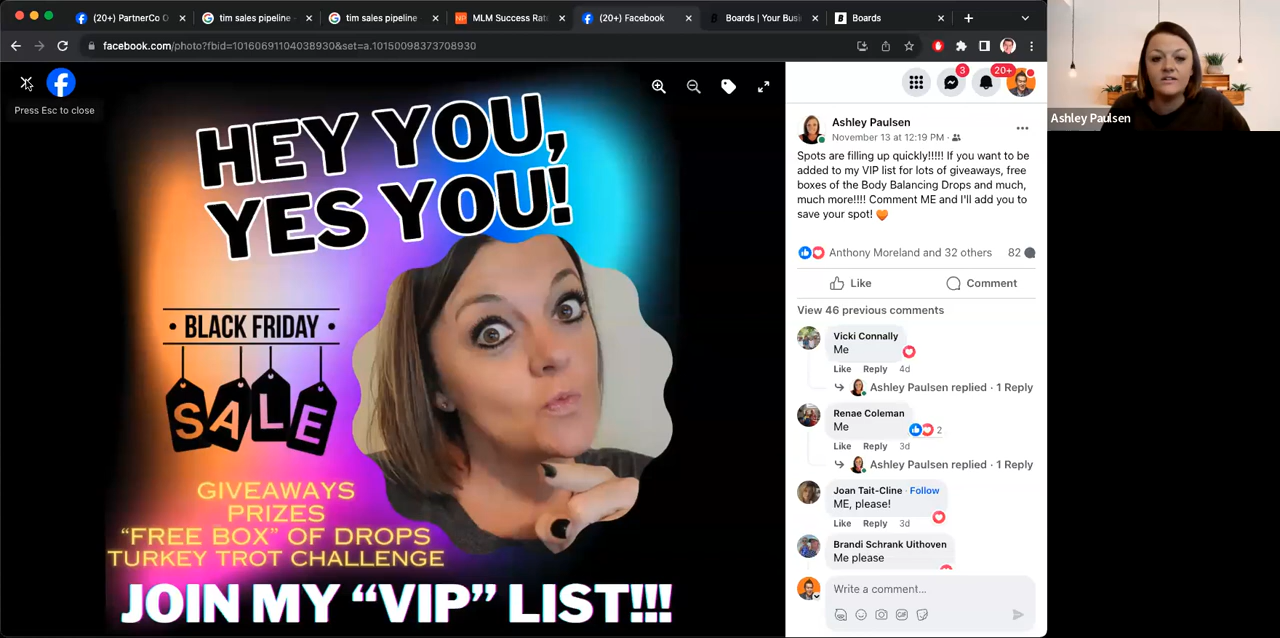 (20+) PartnerCo O
tim sales pipeline
tim sales pipeline
MLM Success Rat
(20+) Facebook
Boards | Your Busi
Boards
facebook.com/photo?fbid=10160691104038930&set=a.10150098373708930
Press Esc to close
HEY YOU,
YES YOU!
• BLACK FRIDAY •
SALE
GIVEAWAYS
PRIZES
“FREE BOX” OF DROPS
TURKEY TROT CHALLENGE
JOIN MY “VIP” LIST!!!
3
20+
Ashley Paulsen
November 13 at 12:19 PM ·
Spots are filling up quickly!!!!! If you want to be
added to my VIP list for lots of giveaways, free
boxes of the Body Balancing Drops and much,
much more!!!! Comment ME and I'll add you to
save your spot! 🧡
Anthony Moreland and 32 others 82
Like Comment
View 46 previous comments
Vicki Connally
Me
Like Reply 4d
Ashley Paulsen replied · 1 Reply
Renae Coleman
Me
2
Like Reply 3d
Ashley Paulsen replied · 1 Reply
Joan Tait-Cline · Follow
ME, please!
Like Reply 3d
Brandi Schrank Uithoven
Me please
Write a comment…
GIF
Ashley Paulsen